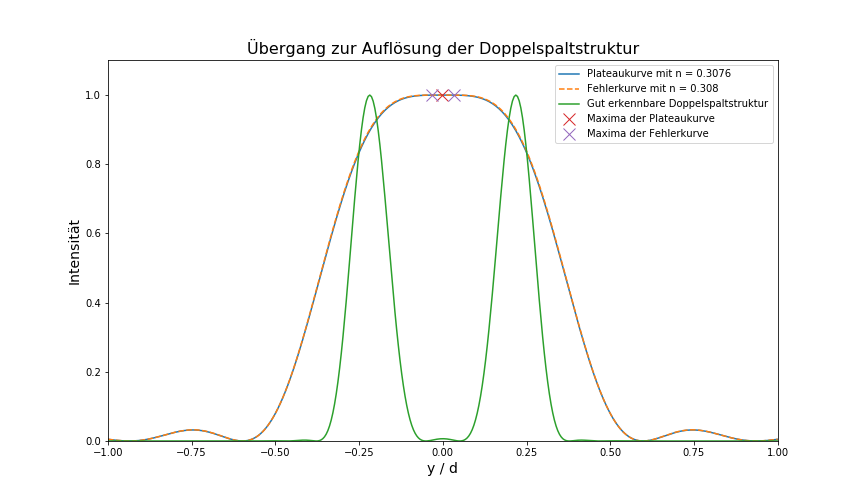 Übergang zur Auflösung der Doppelspaltstruktur
Plateaukurve mit n = 0.3076
Fehlerkurve mit n = 0.308
Gut erkennbare Doppelspaltstruktur
Maxima der Plateaukurve
Maxima der Fehlerkurve
Intensität
1.0
0.8
0.6
0.4
0.2
0.0
−1.00 −0.75 −0.50 −0.25 0.00 0.25 0.50 0.75 1.00
y / d